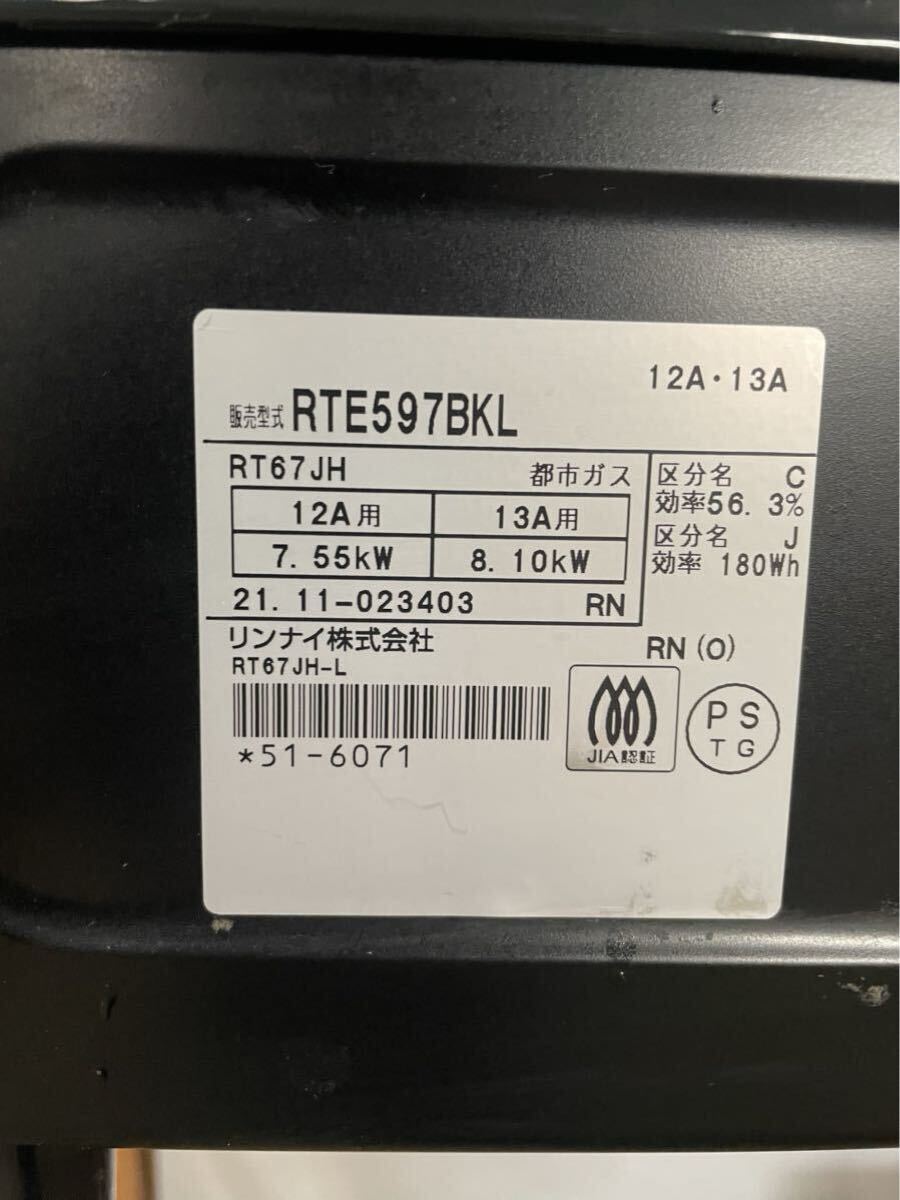 12A・13A
販売型式 RTE597BKL
RT67JH 都市ガス
12A用 13A用
7.55kW 8.10kW
21.11-023403 RN
区分名 C
効率56.3%
区分名 J
効率 180Wh
リンナイ株式会社
RT67JH-L
RN(O)
*51-6071
JIA認証
PS
TG